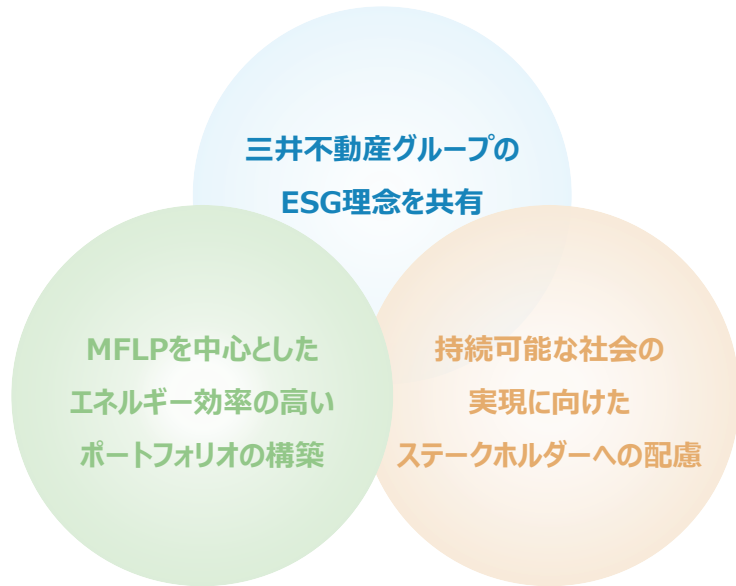 三井不動産グループの
ESG理念を共有
MFLPを中心とした
エネルギー効率の高い
ポートフォリオの構築
持続可能な社会の
実現に向けた
ステークホルダーへの配慮